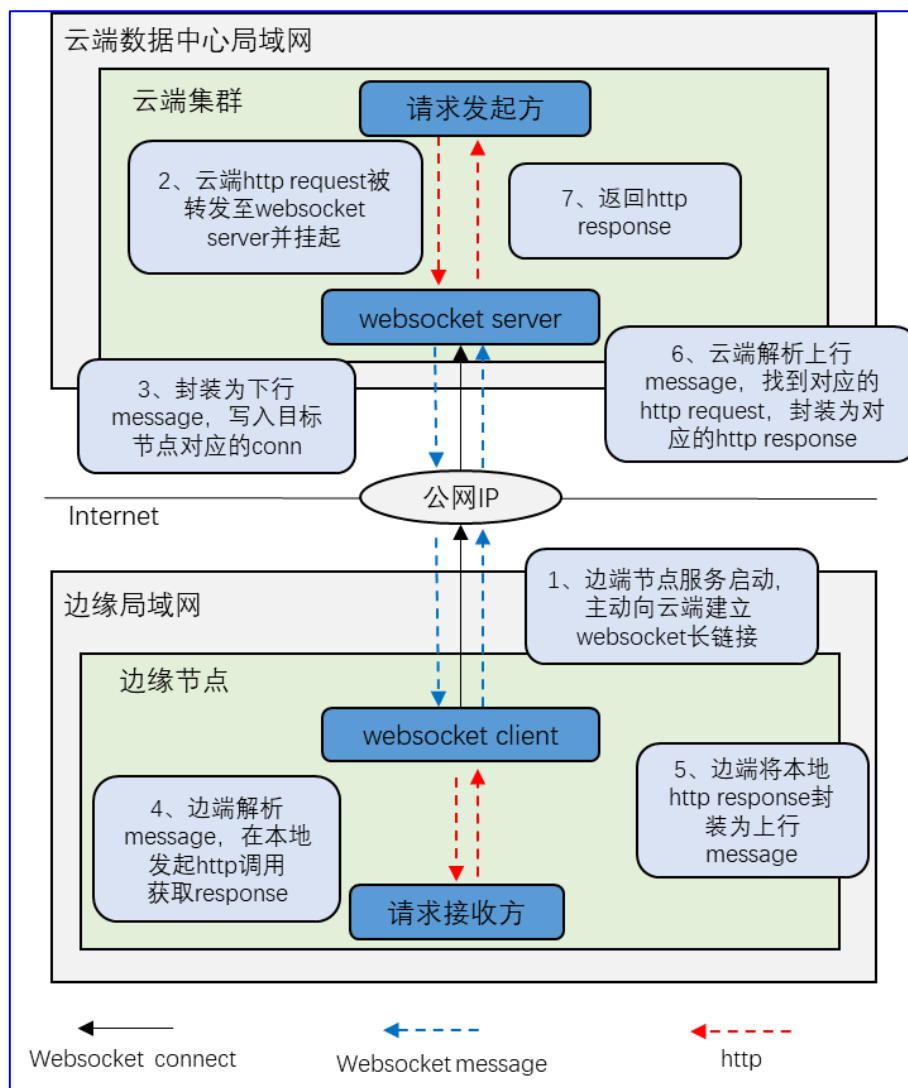 云端数据中心局域网
云端集群
请求发起方
2、云端http request被
转发至websocket
server并挂起
7、返回http
response
websocket server
3、封装为下行
message，写入目标
节点对应的conn
6、云端解析上行
message，找到对应的
http request，封装为对
应的http response
公网IP
Internet
1、边端节点服务启动,
主动向云端建立
websocket长链接
边缘局域网
边缘节点
websocket client
4、边端解析
message，在本地
发起http调用
获取response
5、边端将本地
http response封
装为上行
message
请求接收方
Websocket connect
Websocket message
http